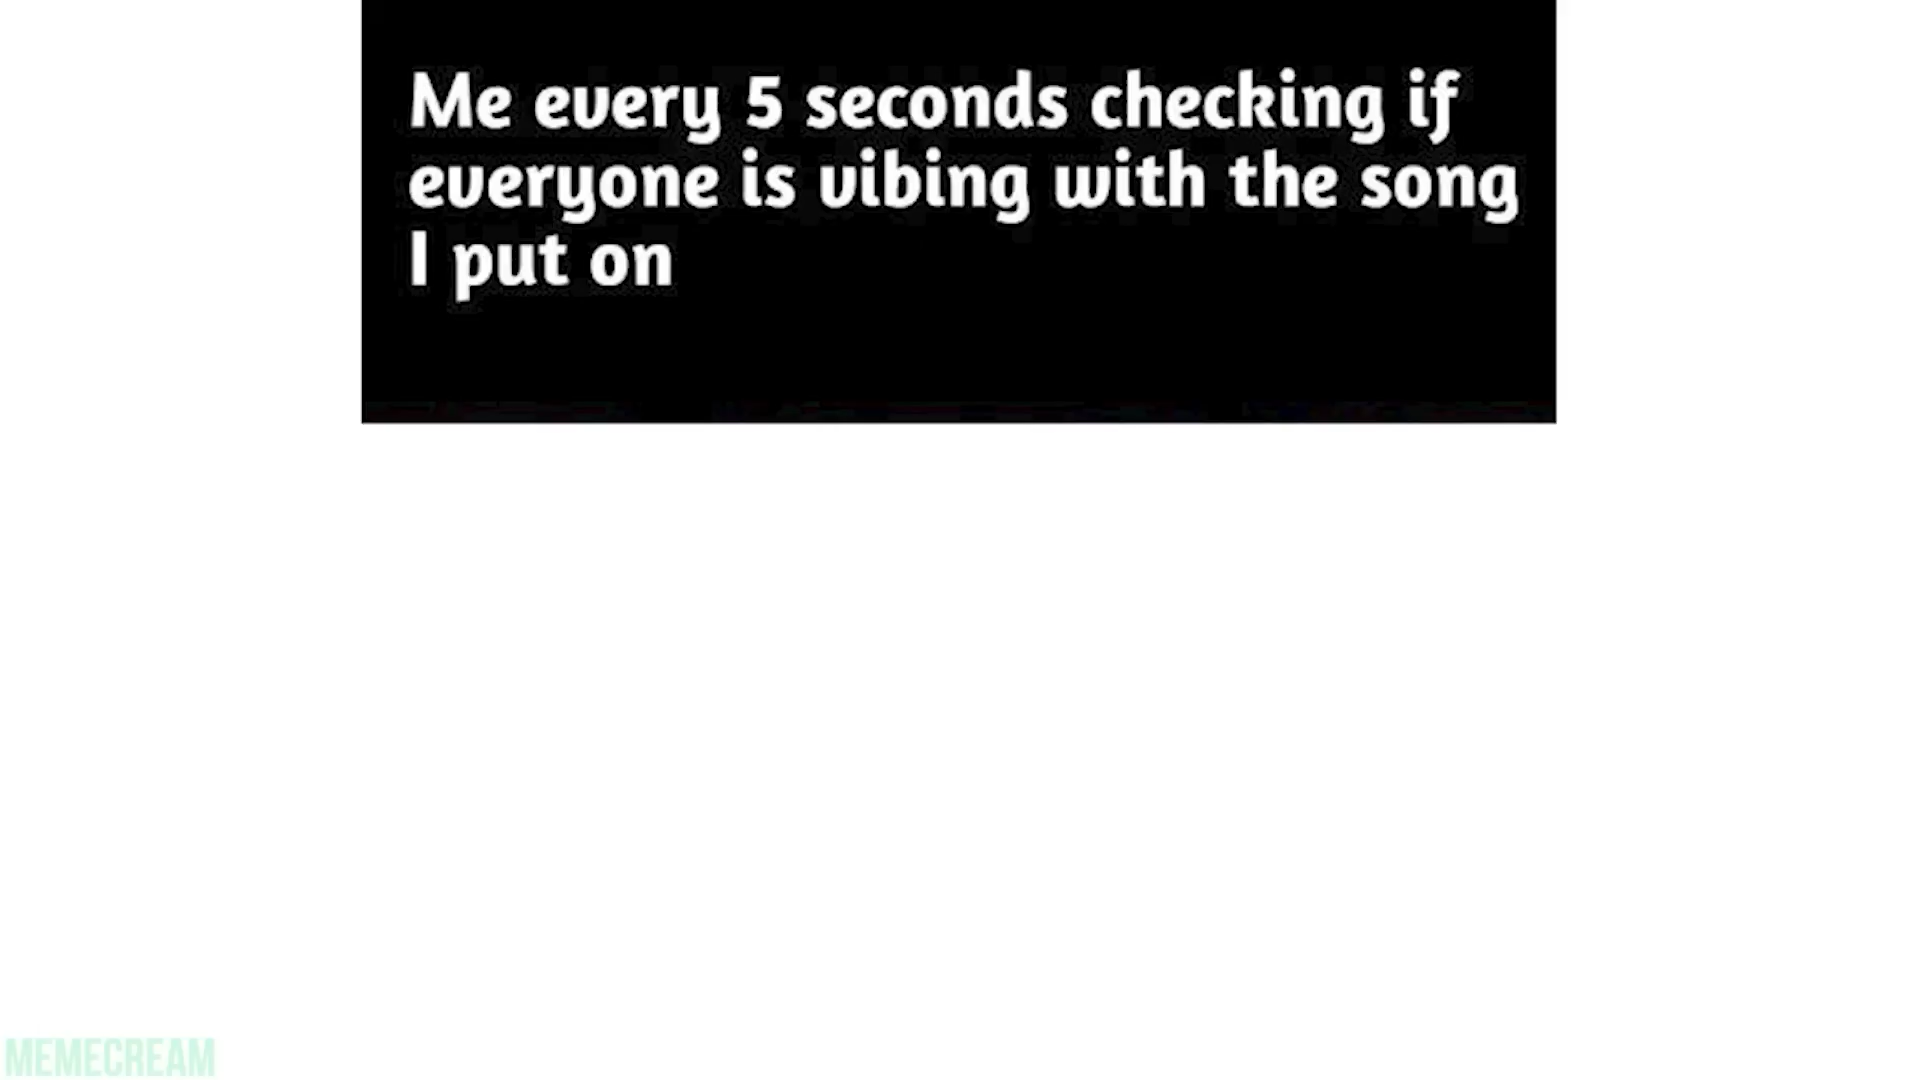 Me every 5 seconds checking if
everyone is vibing with the song
I put on
MEMECREAM